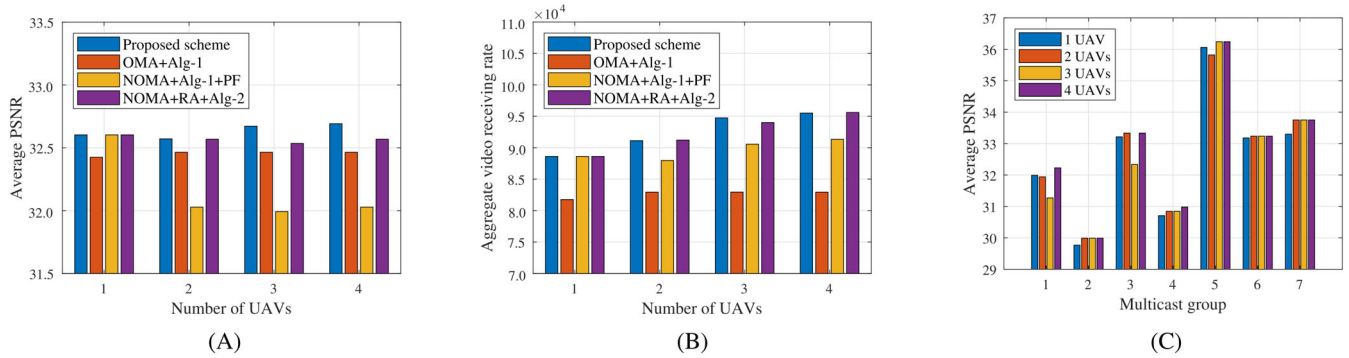 33.5
33.0
32.5
32.0
31.5
Average PSNR
Proposed scheme
OMA+Alg-1
NOMA+Alg-1+PF
NOMA+RA+Alg-2
1 2 3 4
Number of UAVs
(A)
×10⁴
11.0
10.5
10.0
9.5
9.0
8.5
8.0
7.5
7.0
Aggregate video receiving rate
Proposed scheme
OMA+Alg-1
NOMA+Alg-1+PF
NOMA+RA+Alg-2
1 2 3 4
Number of UAVs
(B)
37
36
35
34
33
32
31
30
29
Average PSNR
1 UAV
2 UAVs
3 UAVs
4 UAVs
1 2 3 4 5 6 7
Multicast group
(C)